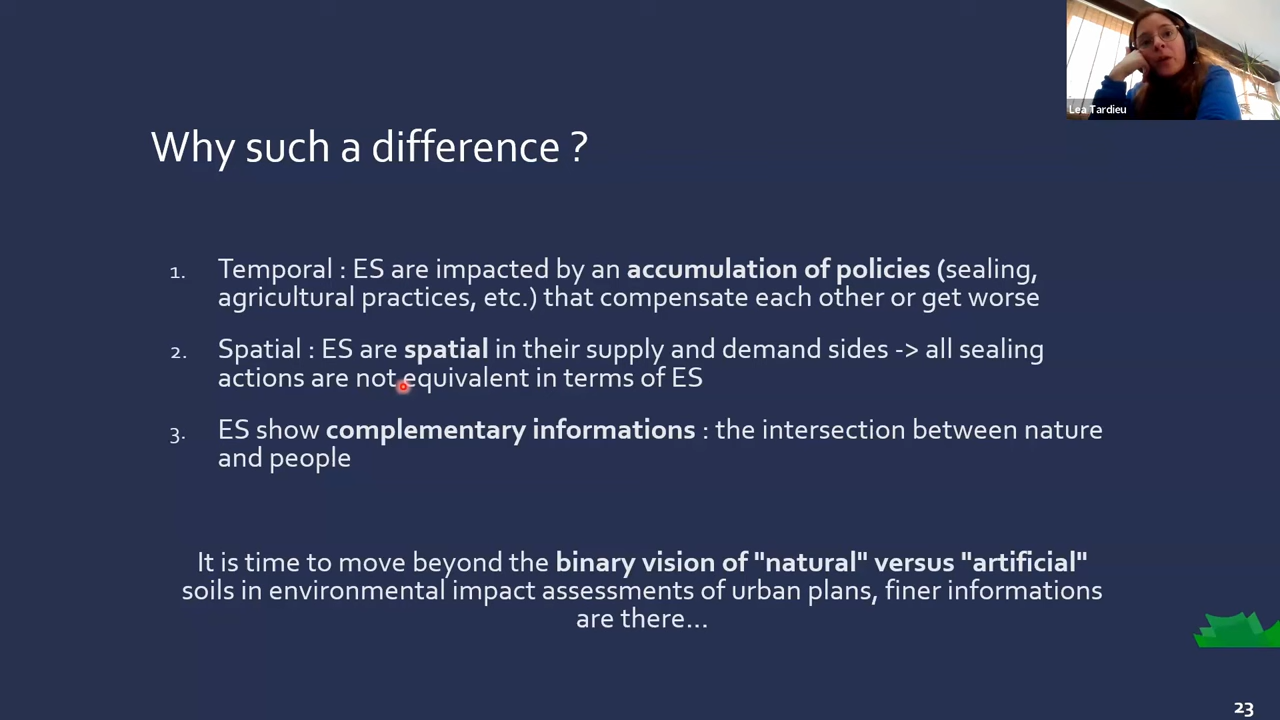 Lea Tardieu
Why such a difference ?
1. Temporal : ES are impacted by an accumulation of policies (sealing,
agricultural practices, etc.) that compensate each other or get worse
2. Spatial : ES are spatial in their supply and demand sides -> all sealing
actions are not equivalent in terms of ES
3. ES show complementary informations : the intersection between nature
and people
It is time to move beyond the binary vision of "natural" versus "artificial"
soils in environmental impact assessments of urban plans, finer informations
are there...
23